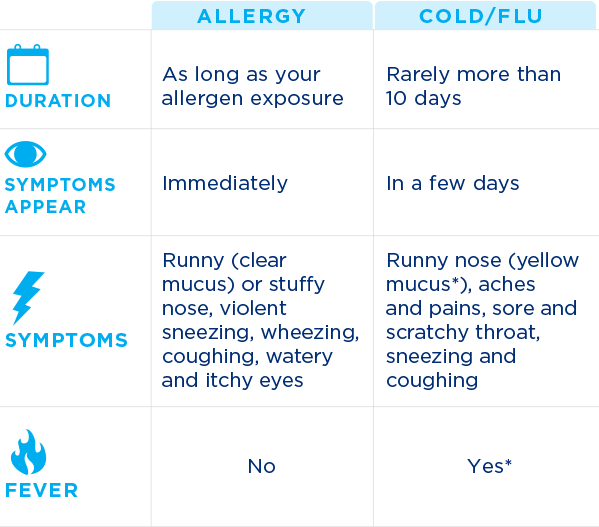 ALLERGY
COLD/FLU
DURATION
As long as your
allergen exposure
Rarely more than
10 days
SYMPTOMS
APPEAR
Immediately
In a few days
SYMPTOMS
Runny (clear
mucus) or stuffy
nose, violent
sneezing, wheezing,
coughing, watery
and itchy eyes
Runny nose (yellow
mucus*), aches
and pains, sore and
scratchy throat,
sneezing and
coughing
FEVER
No
Yes*